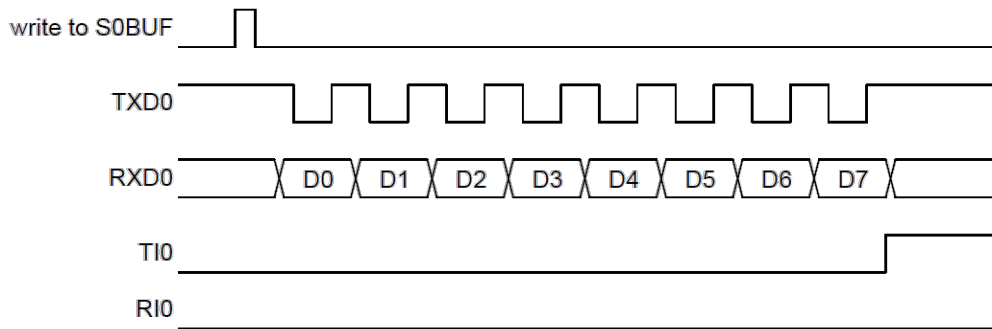 write to S0BUF
TXD0
RXD0 D0 D1 D2 D3 D4 D5 D6 D7
TI0
RI0